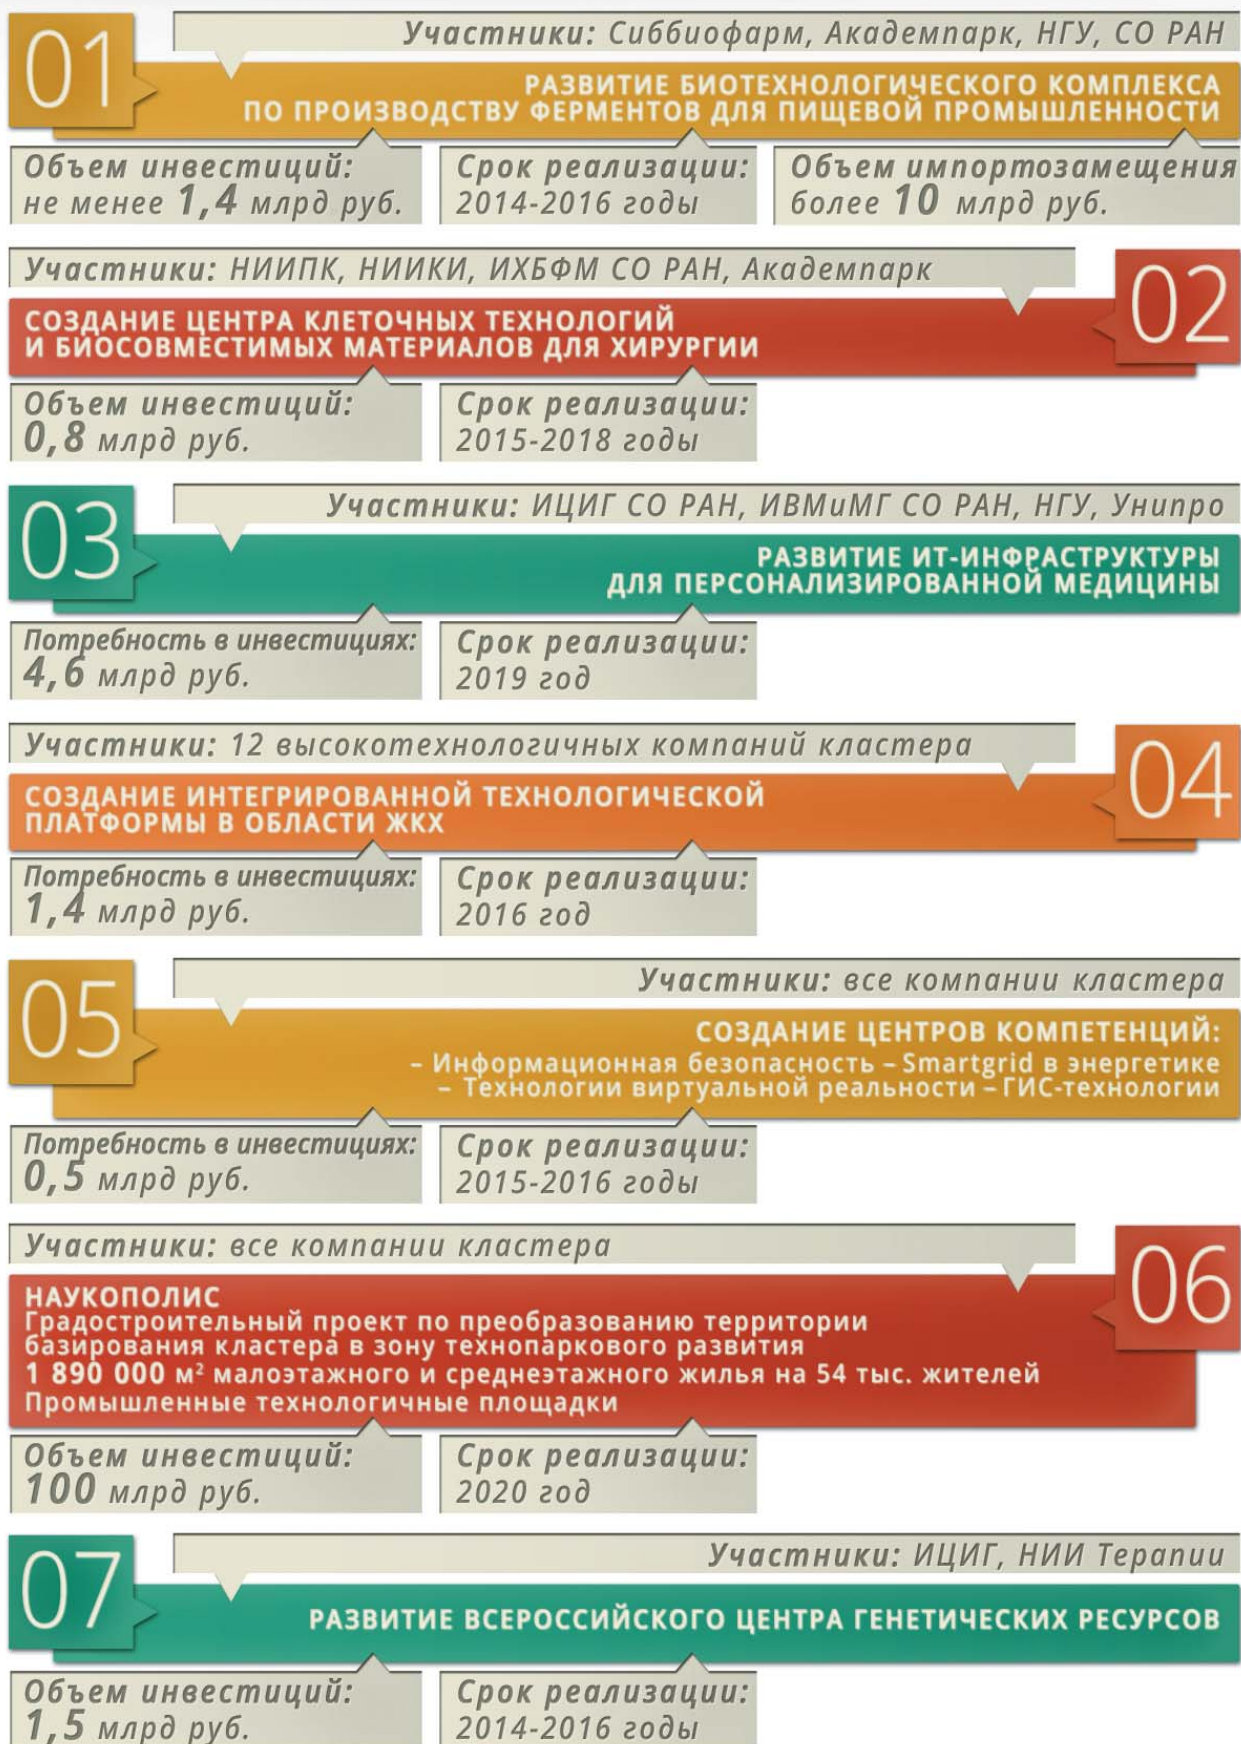 01
Участники: Сиббиофарм, Академпарк, НГУ, СО РАН
РАЗВИТИЕ БИОТЕХНОЛОГИЧЕСКОГО КОМПЛЕКСА
ПО ПРОИЗВОДСТВУ ФЕРМЕНТОВ ДЛЯ ПИЩЕВОЙ ПРОМЫШЛЕННОСТИ
Объем инвестиций:
не менее 1,4 млрд руб.
Срок реализации:
2014-2016 годы
Объем импортозамещения
более 10 млрд руб.
Участники: НИИПК, НИИКИ, ИХБФМ СО РАН, Академпарк
02
СОЗДАНИЕ ЦЕНТРА КЛЕТОЧНЫХ ТЕХНОЛОГИЙ
И БИОСОВМЕСТИМЫХ МАТЕРИАЛОВ ДЛЯ ХИРУРГИИ
Объем инвестиций:
0,8 млрд руб.
Срок реализации:
2015-2018 годы
03
Участники: ИЦИГ СО РАН, ИВМиМГ СО РАН, НГУ, Унипро
РАЗВИТИЕ ИТ-ИНФРАСТРУКТУРЫ
ДЛЯ ПЕРСОНАЛИЗИРОВАННОЙ МЕДИЦИНЫ
Потребность в инвестициях:
4,6 млрд руб.
Срок реализации:
2019 год
Участники: 12 высокотехнологичных компаний кластера
04
СОЗДАНИЕ ИНТЕГРИРОВАННОЙ ТЕХНОЛОГИЧЕСКОЙ
ПЛАТФОРМЫ В ОБЛАСТИ ЖКХ
Потребность в инвестициях:
1,4 млрд руб.
Срок реализации:
2016 год
05
Участники: все компании кластера
СОЗДАНИЕ ЦЕНТРОВ КОМПЕТЕНЦИЙ:
– Информационная безопасность – Smartgrid в энергетике
– Технологии виртуальной реальности – ГИС-технологии
Потребность в инвестициях:
0,5 млрд руб.
Срок реализации:
2015-2016 годы
Участники: все компании кластера
06
НАУКОПОЛИС
Градостроительный проект по преобразованию территории
базирования кластера в зону технопаркового развития
1 890 000 м² малоэтажного и среднеэтажного жилья на 54 тыс. жителей
Промышленные технологичные площадки
Объем инвестиций:
100 млрд руб.
Срок реализации:
2020 год
07
Участники: ИЦИГ, НИИ Терапии
РАЗВИТИЕ ВСЕРОССИЙСКОГО ЦЕНТРА ГЕНЕТИЧЕСКИХ РЕСУРСОВ
Объем инвестиций:
1,5 млрд руб.
Срок реализации:
2014-2016 годы